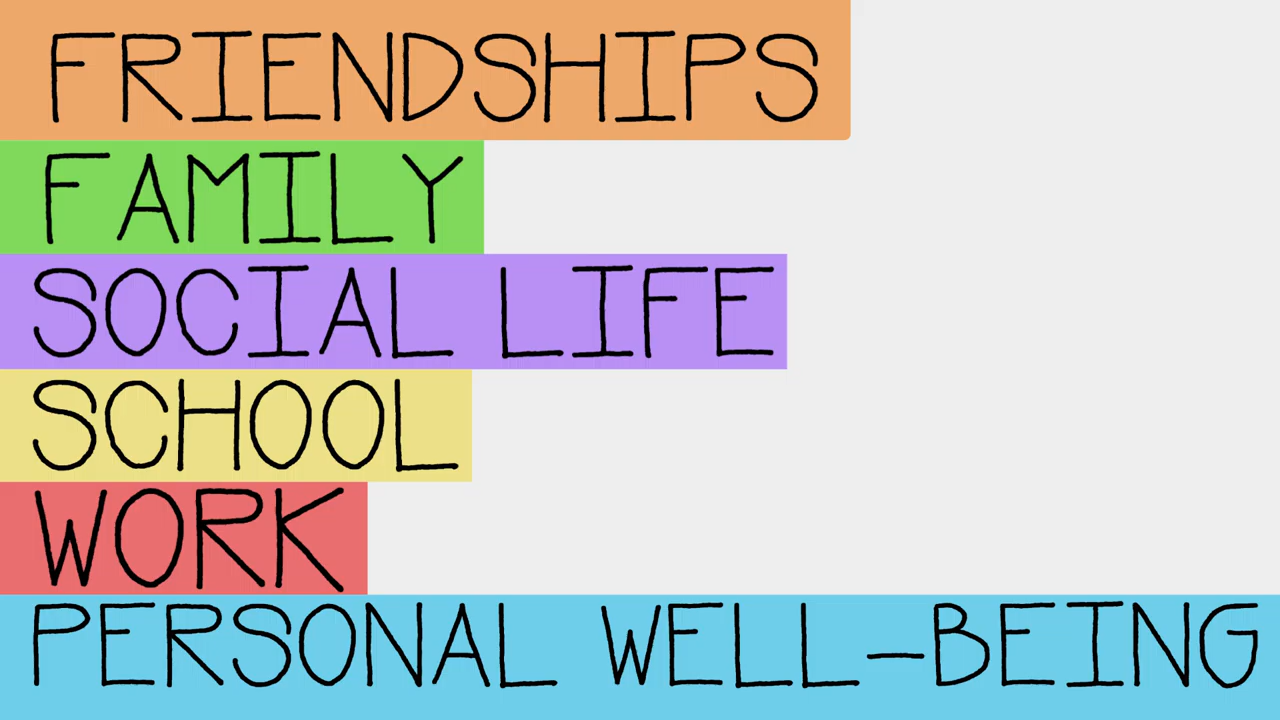 FRIENDSHIPS
FAMILY
SOCIAL LIFE
SCHOOL
WORK
PERSONAL WELL-BEING